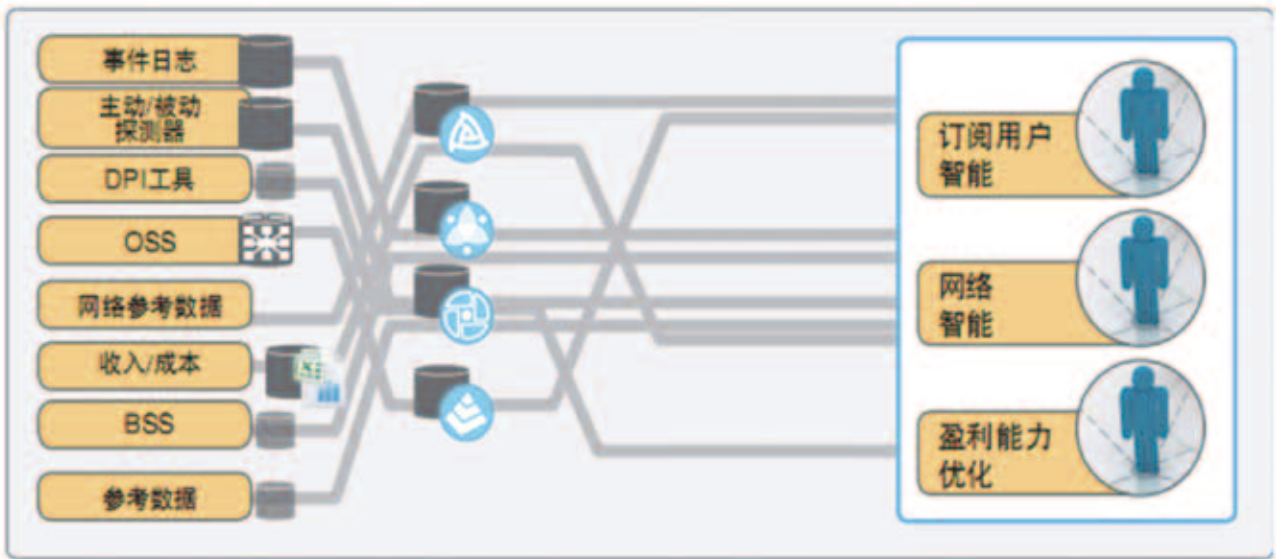 事件日志
主动/被动
探测器
DPI工具
OSS
网络参考数据
收入/成本
BSS
参考数据
订阅用户
智能
网络
智能
盈利能力
优化